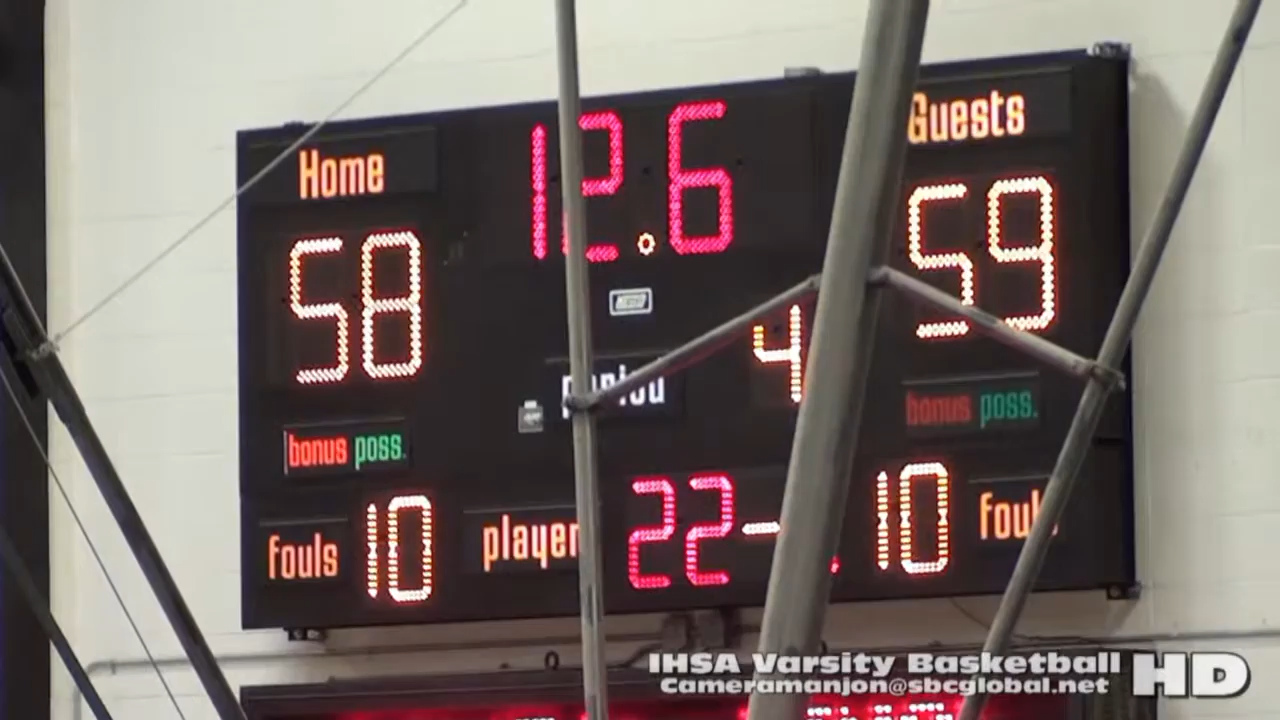 Home 12.6 Guests
58 59
period 4
bonus poss. bonus poss.
fouls 10 player 22- 10 fouls
IHSA Varsity Basketball HD
Cameramanjon@sbcglobal.net